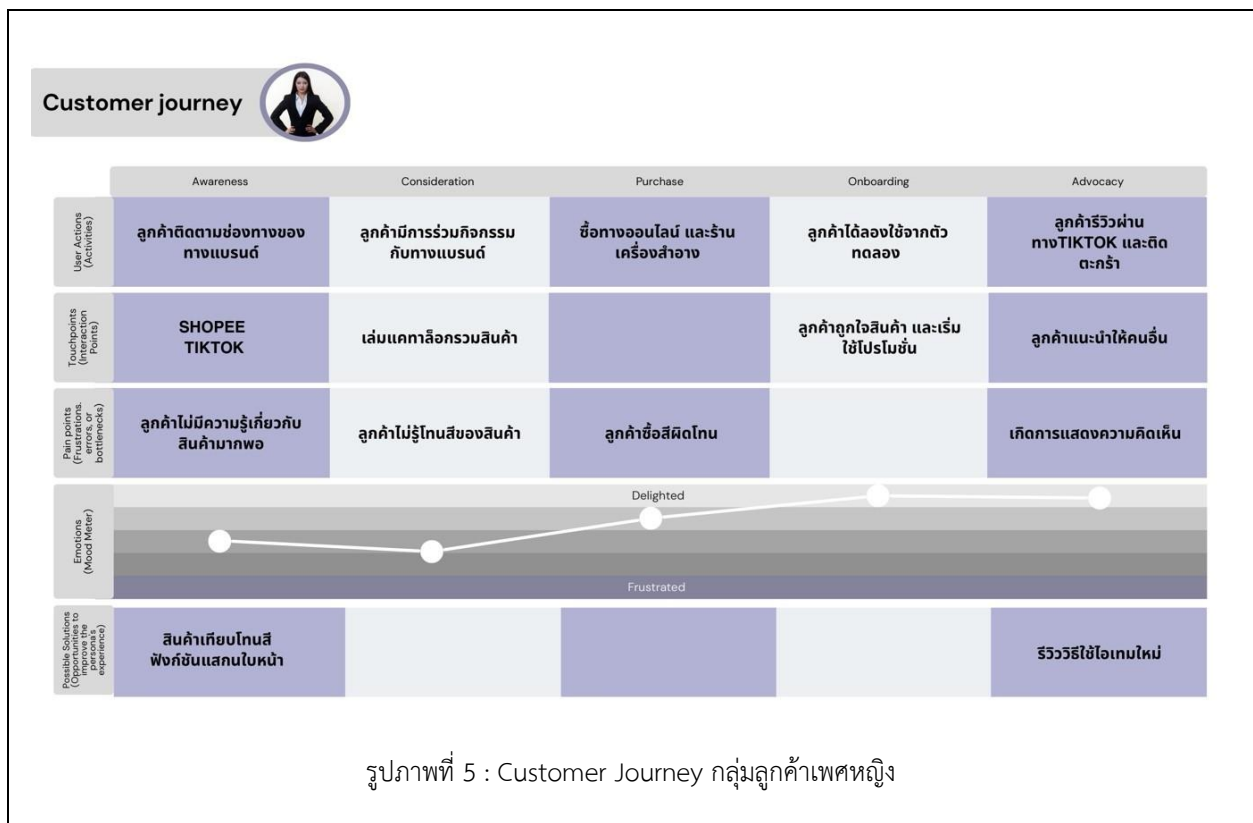 Customer journey
Awareness
Consideration
Purchase
Onboarding
Advocacy
User Actions
(Activities)
ลูกค้าติดตามช่องทางของ
ทางแบรนด์
ลูกค้ามีการร่วมกิจกรรม
กับทางแบรนด์
ซื้อทางออนไลน์ และร้าน
เครื่องสำอาง
ลูกค้าได้ลองใช้จากตัว
ทดลอง
ลูกค้ารีวิวผ่าน
ทางTIKTOK และติด
ตะกร้า
Touchpoints
(Interaction
Points)
SHOPEE
TIKTOK
เล่มแคทาล็อกรวมสินค้า
ลูกค้าถูกใจสินค้า และเริ่ม
ใช้โปรโมชั่น
ลูกค้าแนะนำให้คนอื่น
Pain points
(Frustrations,
errors, or
bottlenecks)
ลูกค้าไม่มีความรู้เกี่ยวกับ
สินค้ามากพอ
ลูกค้าไม่รู้โทนสีของสินค้า
ลูกค้าซื้อสีผิดโทน
เกิดการแสดงความคิดเห็น
Emotions
(Mood Meter)
Delighted
Frustrated
Possible Solutions
(Opportunities to
improve the
persona's
experience)
สินค้าเทียบโทนสี
ฟังก์ชันแสกนใบหน้า
รีวิววิธีใช้ไอเทมใหม่
รูปภาพที่ 5 : Customer Journey กลุ่มลูกค้าเพศหญิง